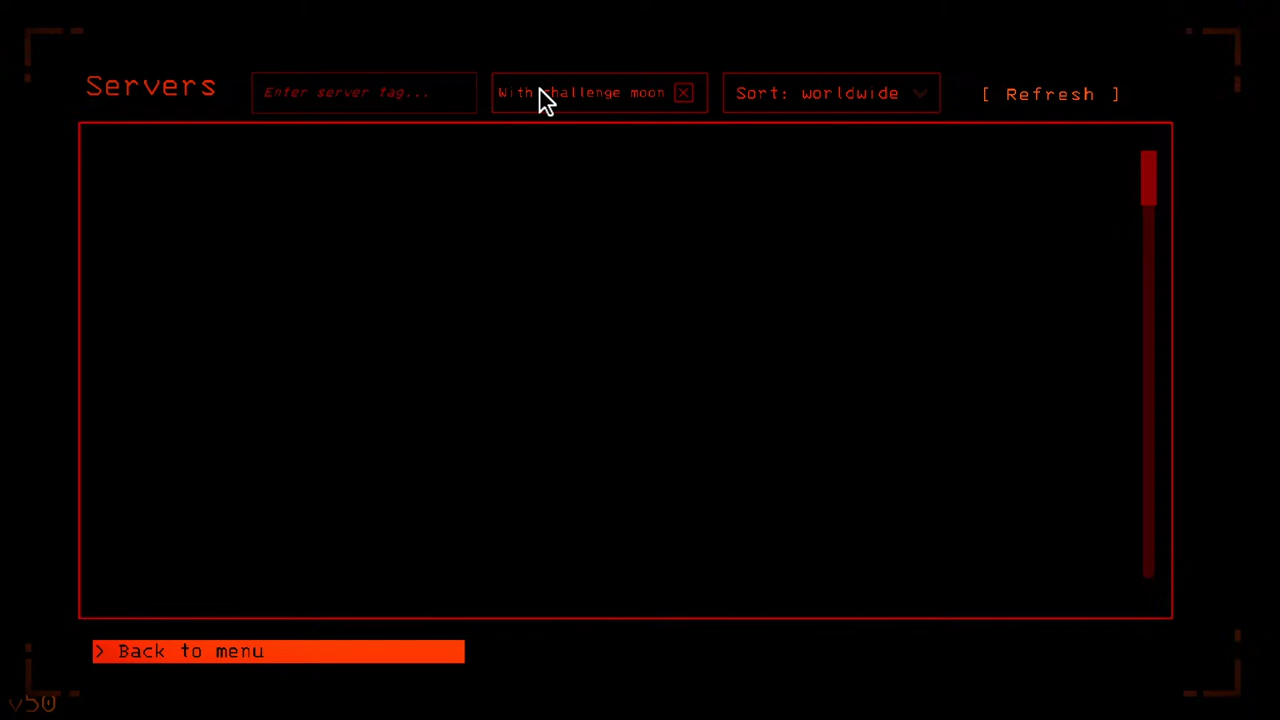 Servers
Enter server tag...
With challenge moon
Sort: worldwide
[ Refresh ]
> Back to menu
v50